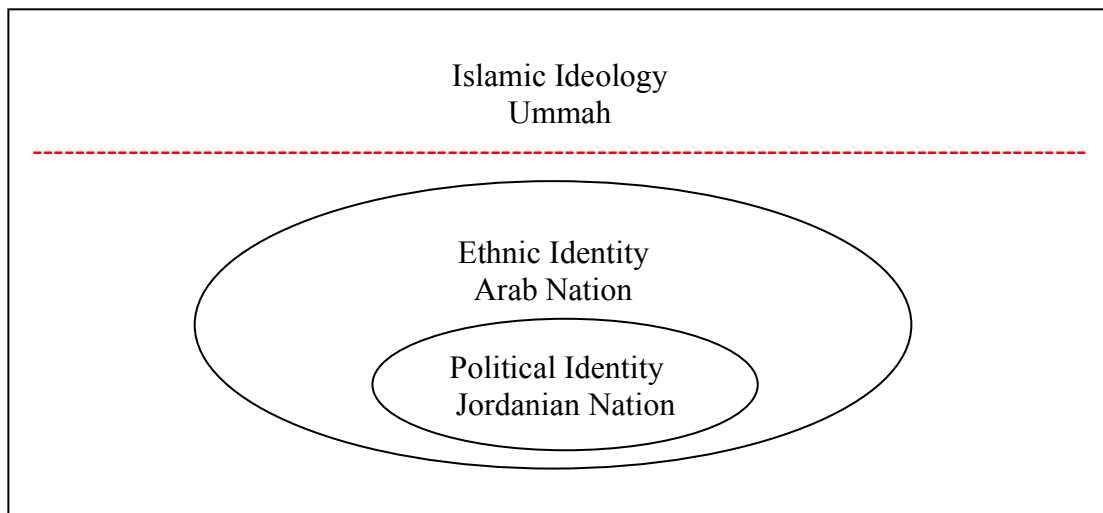 Islamic Ideology
Ummah
Ethnic Identity
Arab Nation
Political Identity
Jordanian Nation